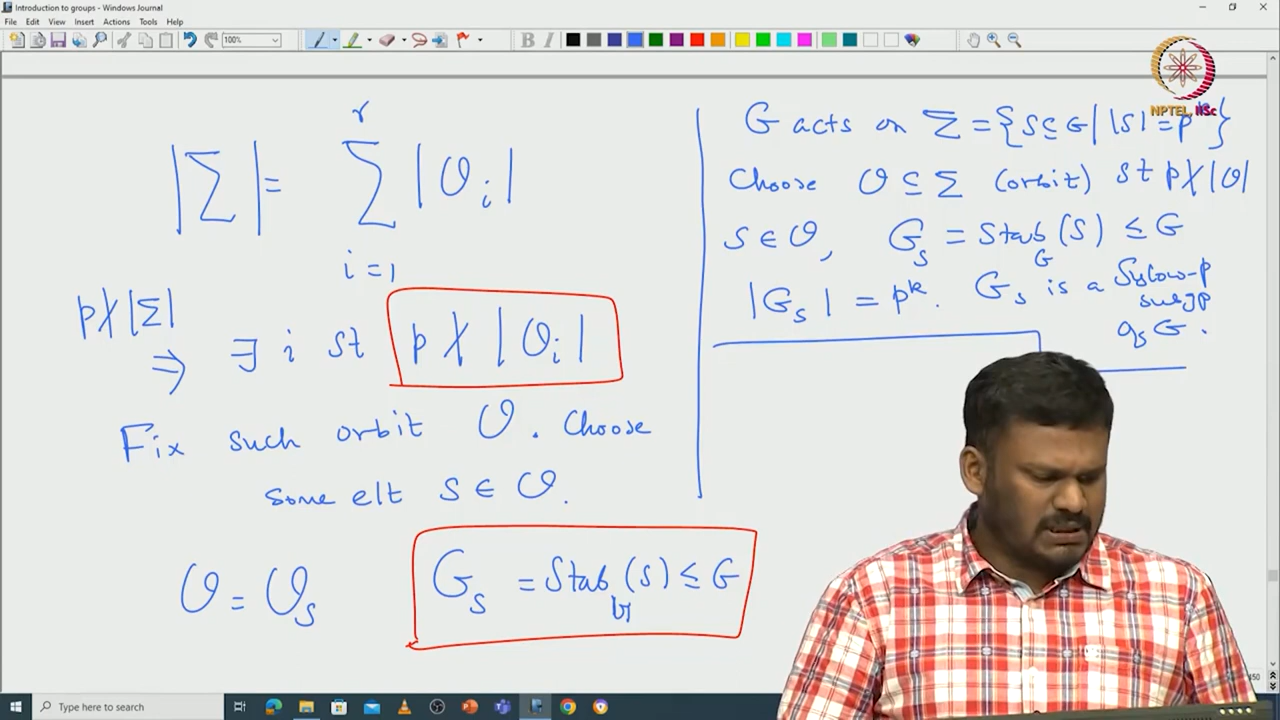 Introduction to groups - Windows Journal
File Edit View Insert Actions Tools Help
100%
B I
NPTEL, IISc
|Σ| = Σ_{i=1}^{r} |O_i|
p∤|Σ|
⇒ ∃ i st p ∤ |O_i|
Fix such orbit O. Choose
some elt S ∈ O.
O = O_S G_S = Stab_G(S) ≤ G
G acts on Σ = {S ⊆ G | |S| = p^k}
Choose O ⊆ Σ (orbit) st p∤|O|
S ∈ O, G_S = Stab_G(S) ≤ G
|G_S| = p^k. G_S is a Sylow-p
G.
Type here to search